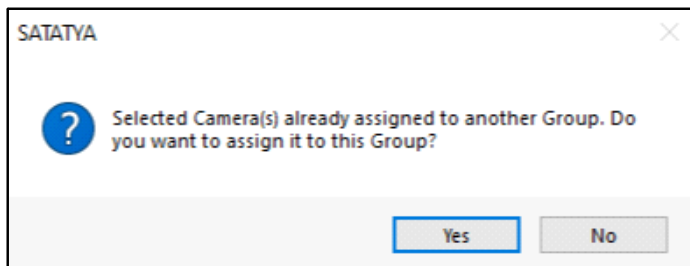 SATATYA
Selected Camera(s) already assigned to another Group. Do
you want to assign it to this Group?
Yes
No